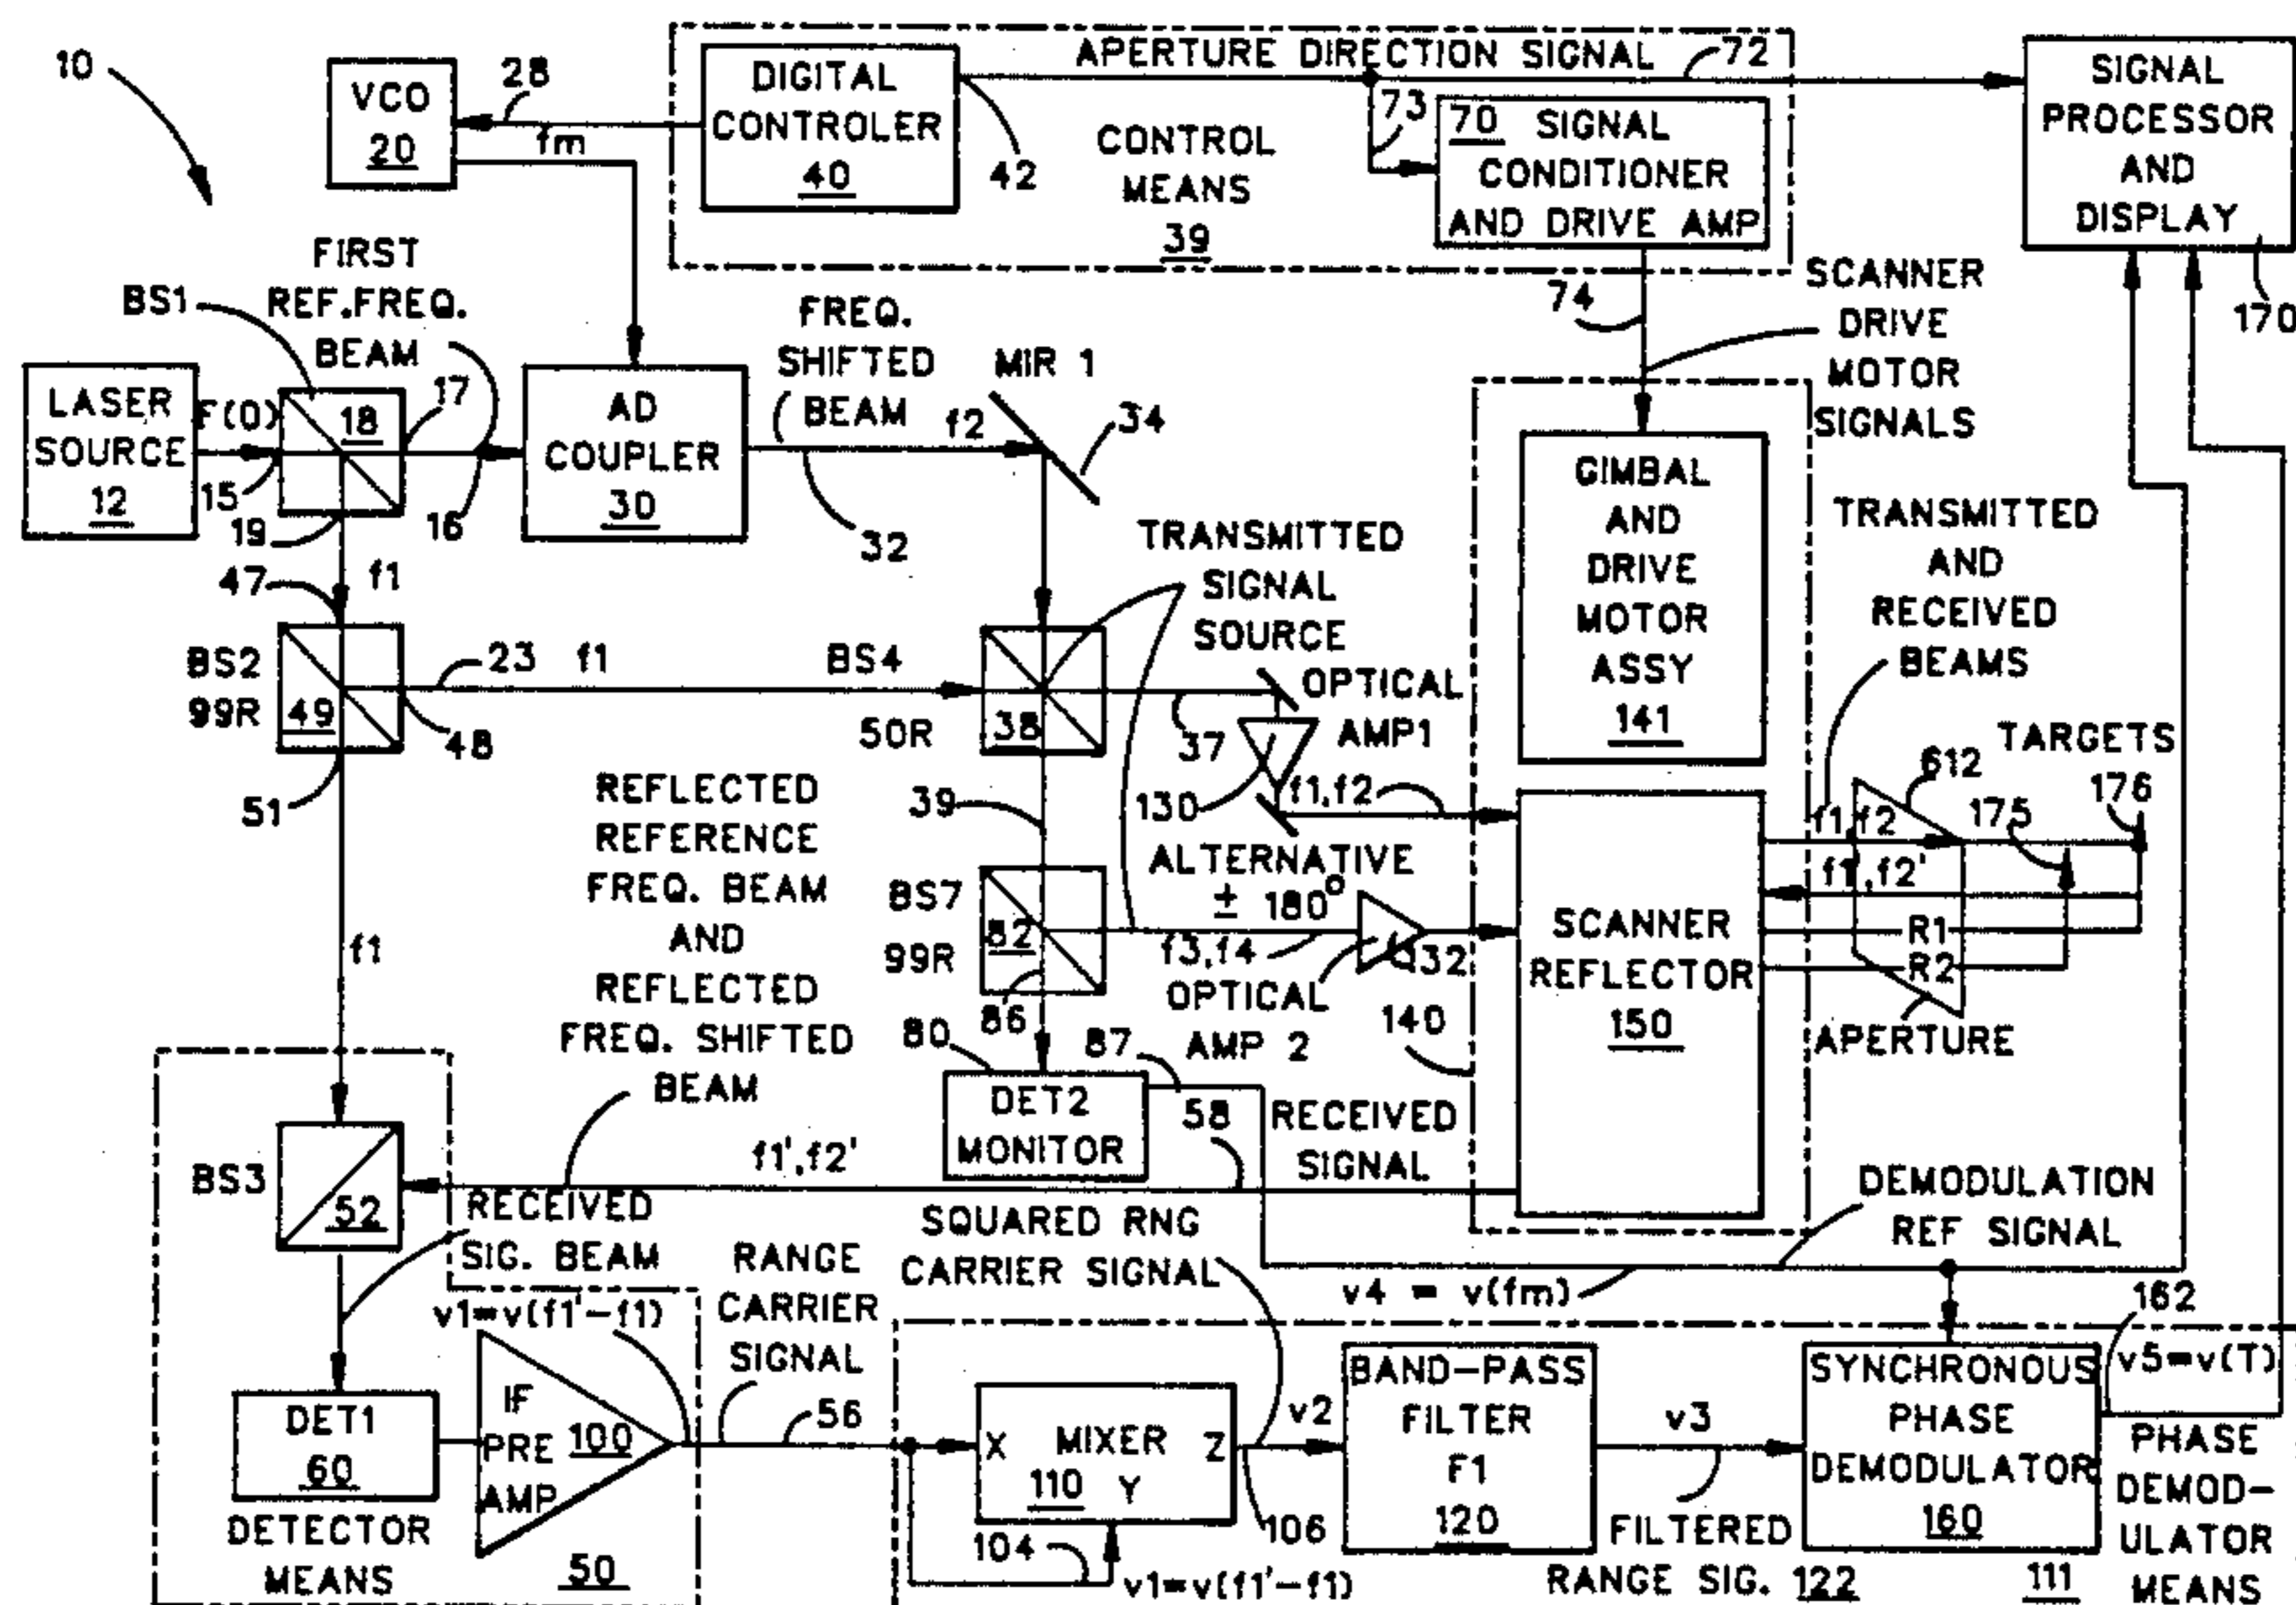 10
VCO
20
28
fm
DIGITAL
CONTROLER
40
42
APERTURE DIRECTION SIGNAL
72
73
CONTROL
MEANS
39
70 SIGNAL
CONDITIONER
AND DRIVE AMP
SIGNAL
PROCESSOR
AND
DISPLAY
170
74
SCANNER
DRIVE
MOTOR
SIGNALS
FIRST
REF.FREQ.
BEAM
BS1
LASER
SOURCE
12
F(0)
15
18
17
19
16
AD
COUPLER
30
FREQ.
SHIFTED
BEAM
f2
32
MIR 1
34
47
f1
BS2
99R
49
23
f1
48
51
f1
BS4
50R
38
TRANSMITTED
SIGNAL
SOURCE
37
OPTICAL
AMP1
130
f1,f2
39
BS7
99R
82
86
ALTERNATIVE
± 180°
f3,f4
132
OPTICAL
AMP 2
140
GIMBAL
AND
DRIVE
MOTOR
ASSY
141
SCANNER
REFLECTOR
150
TRANSMITTED
AND
RECEIVED
BEAMS
f1,f2
f1',f2'
R1
R2
612
APERTURE
TARGETS
175
176
REFLECTED
REFERENCE
FREQ. BEAM
AND
REFLECTED
FREQ. SHIFTED
BEAM
80
87
DET2
MONITOR
58
RECEIVED
SIGNAL
f1',f2'
BS3
52
RECEIVED
SIG. BEAM
DET1
60
DETECTOR
MEANS
IF
PRE
AMP
100
50
v1=v(f1'-f1)
RANGE
CARRIER
SIGNAL
56
SQUARED RNG
CARRIER SIGNAL
DEMODULATION
REF SIGNAL
v4 = v(fm)
X
MIXER
110
Y
Z
104
v1=v(f1'-f1)
106
v2
BAND-PASS
FILTER
F1
120
v3
FILTERED
RANGE SIG. 122
SYNCHRONOUS
PHASE
DEMODULATOR
160
162
v5=v(T)
111
PHASE
DEMOD-
ULATOR
MEANS